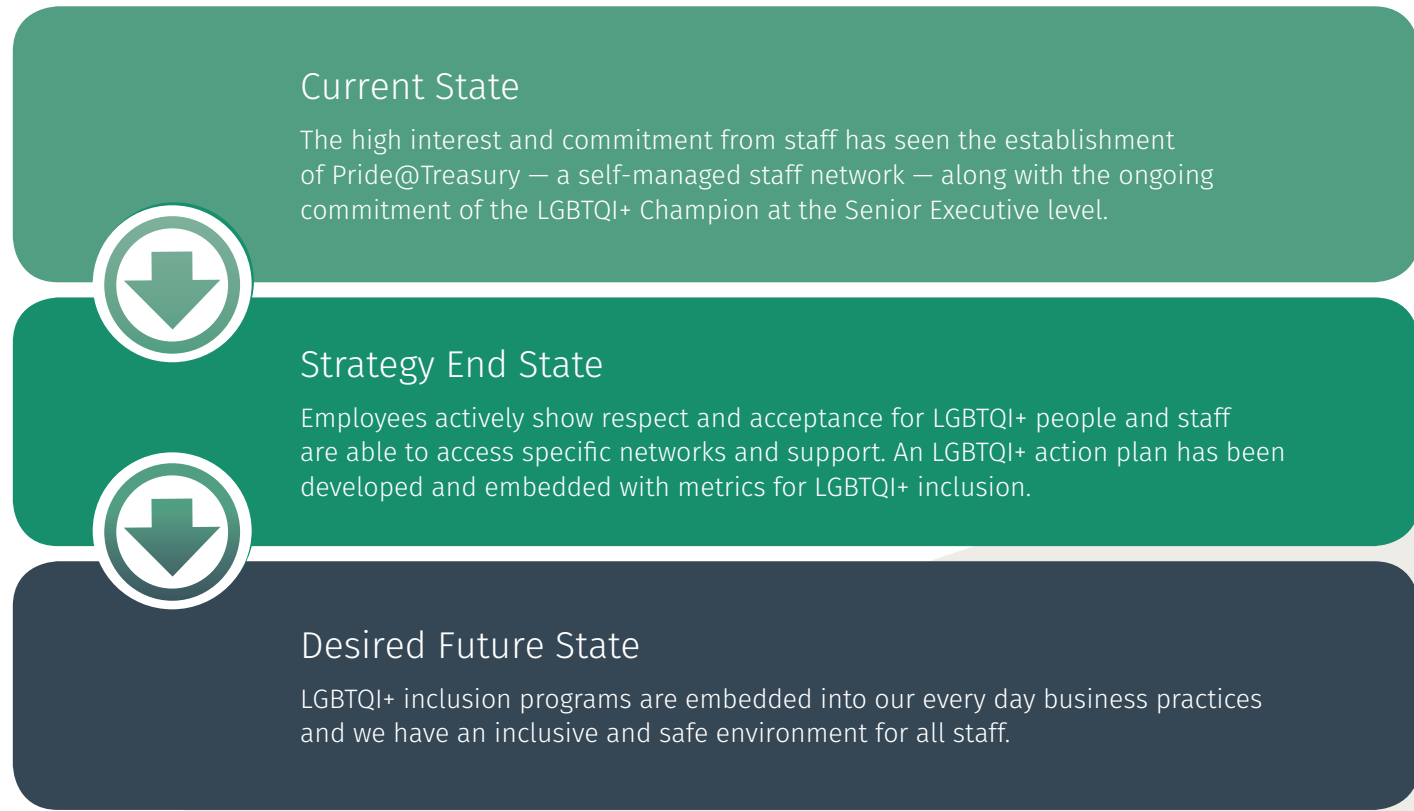 Current State
The high interest and commitment from staff has seen the establishment
of Pride@Treasury — a self-managed staff network — along with the ongoing
commitment of the LGBTQI+ Champion at the Senior Executive level.
Strategy End State
Employees actively show respect and acceptance for LGBTQI+ people and staff
are able to access specific networks and support. An LGBTQI+ action plan has been
developed and embedded with metrics for LGBTQI+ inclusion.
Desired Future State
LGBTQI+ inclusion programs are embedded into our every day business practices
and we have an inclusive and safe environment for all staff.